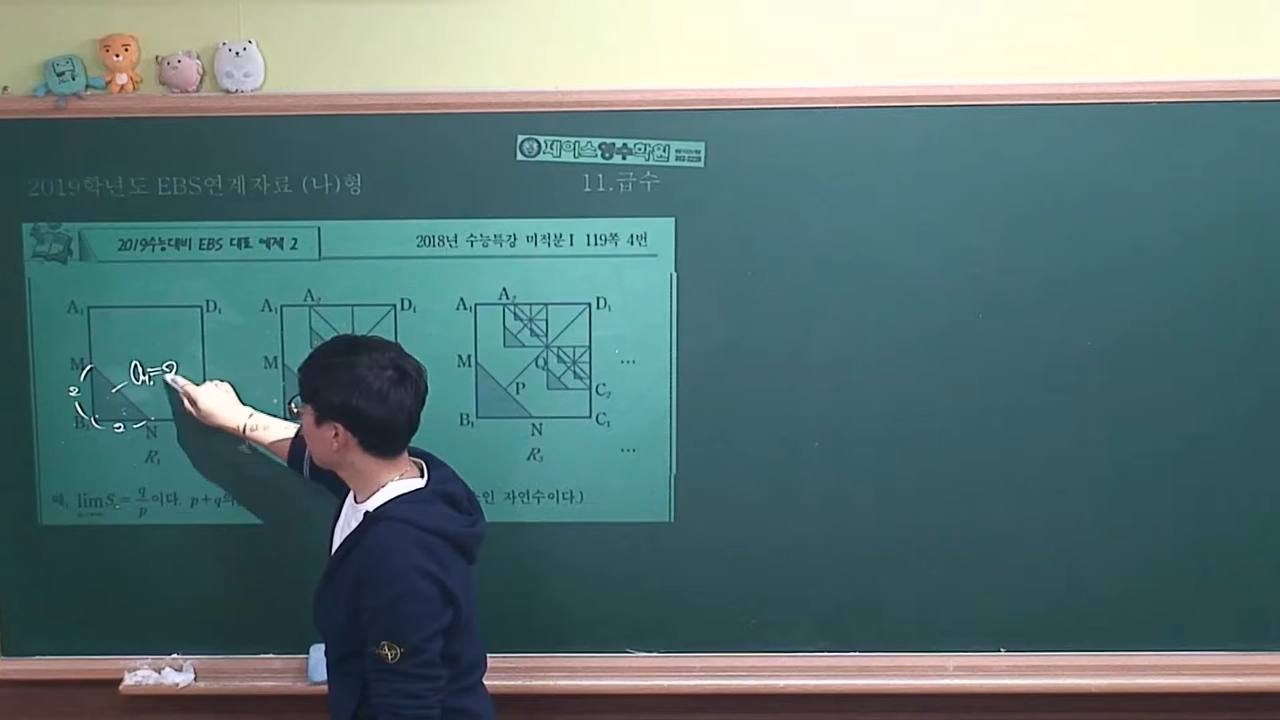 제이스영수학원
2019학년도 EBS연계자료 (나)형
11.급수
2019수능대비 EBS 대표 예제 2
2018년 수능특강 미적분Ⅰ 119쪽 4번
A₁ D₁ A₁ A₂ D₁ A₁ A₂ D₁
M a₁=2 M M Q C₂ ...
2 P
B₁ 2 B₁ C₁
N N
R₁ R₃ ...
때, lim Sₙ= q/p 이다. p+q의 인 자연수이다.)